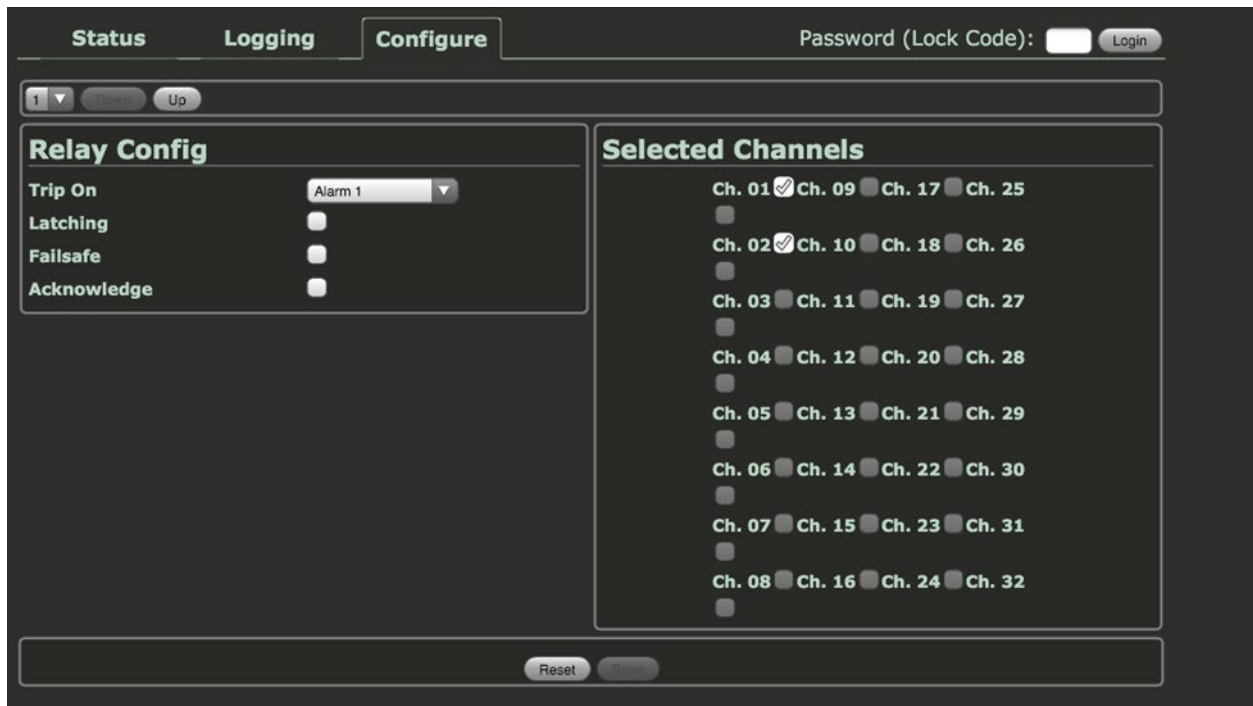 Status Logging Configure Password (Lock Code): Login
1 Down Up
Relay Config
Trip On Alarm 1
Latching
Failsafe
Acknowledge
Selected Channels
Ch. 01 Ch. 09 Ch. 17 Ch. 25
Ch. 02 Ch. 10 Ch. 18 Ch. 26
Ch. 03 Ch. 11 Ch. 19 Ch. 27
Ch. 04 Ch. 12 Ch. 20 Ch. 28
Ch. 05 Ch. 13 Ch. 21 Ch. 29
Ch. 06 Ch. 14 Ch. 22 Ch. 30
Ch. 07 Ch. 15 Ch. 23 Ch. 31
Ch. 08 Ch. 16 Ch. 24 Ch. 32
Reset Save